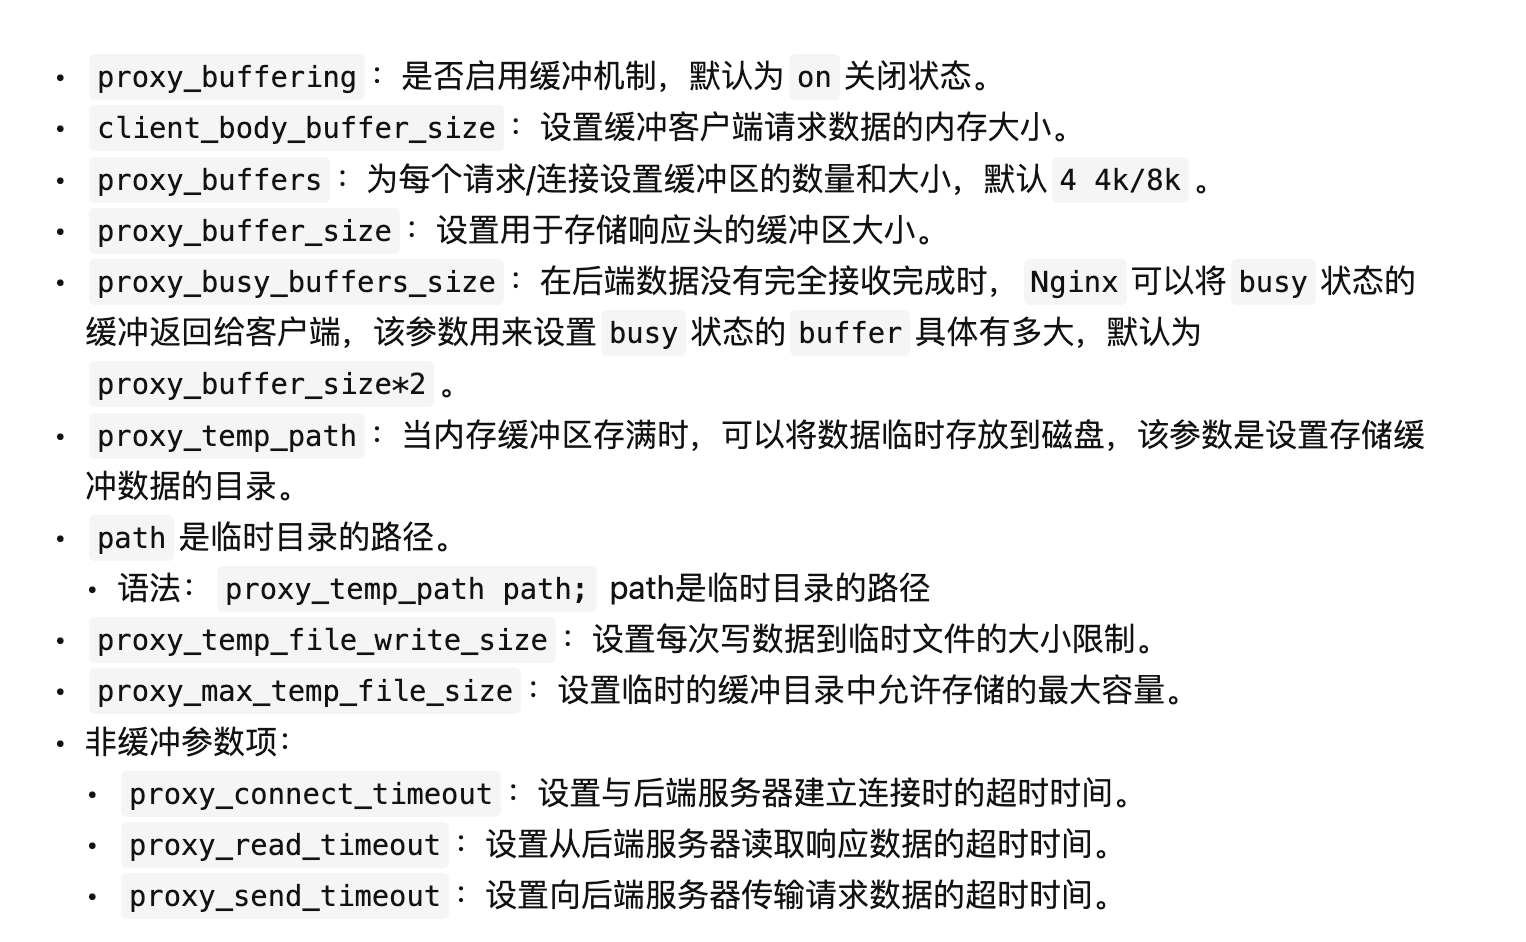 • proxy_buffering：是否启用缓冲机制，默认为 on 关闭状态。
• client_body_buffer_size：设置缓冲客户端请求数据的内存大小。
• proxy_buffers：为每个请求/连接设置缓冲区的数量和大小，默认 4 4k/8k 。
• proxy_buffer_size：设置用于存储响应头的缓冲区大小。
• proxy_busy_buffers_size：在后端数据没有完全接收完成时， Nginx 可以将 busy 状态的
缓冲返回给客户端，该参数用来设置 busy 状态的 buffer 具体有多大，默认为
proxy_buffer_size*2 。
• proxy_temp_path：当内存缓冲区存满时，可以将数据临时存放到磁盘，该参数是设置存储缓
冲数据的目录。
• path 是临时目录的路径。
• 语法： proxy_temp_path path; path是临时目录的路径
• proxy_temp_file_write_size：设置每次写数据到临时文件的大小限制。
• proxy_max_temp_file_size：设置临时的缓冲目录中允许存储的最大容量。
• 非缓冲参数项：
• proxy_connect_timeout：设置与后端服务器建立连接时的超时时间。
• proxy_read_timeout：设置从后端服务器读取响应数据的超时时间。
• proxy_send_timeout：设置向后端服务器传输请求数据的超时时间。